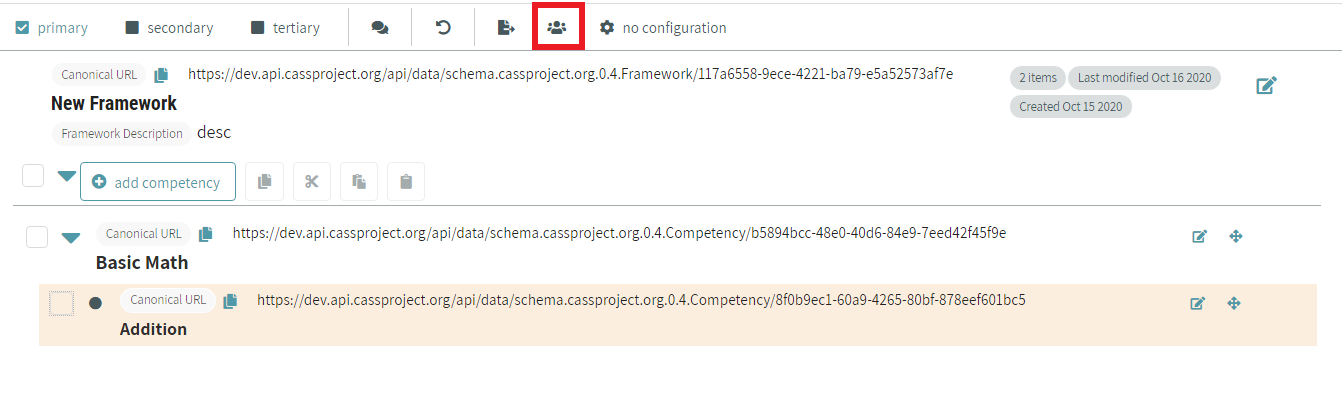 primary secondary tertiary no configuration
Canonical URL https://dev.api.cassproject.org/api/data/schema.cassproject.org.0.4.Framework/117a6558-9ece-4221-ba79-e5a52573af7e 2 items Last modified Oct 16 2020
New Framework Created Oct 15 2020
Framework Description desc
add competency
Canonical URL https://dev.api.cassproject.org/api/data/schema.cassproject.org.0.4.Competency/b5894bcc-48e0-40d6-84e9-7eed42f45f9e
Basic Math
Canonical URL https://dev.api.cassproject.org/api/data/schema.cassproject.org.0.4.Competency/8f0b9ec1-60a9-4265-80bf-878eef601bc5
Addition